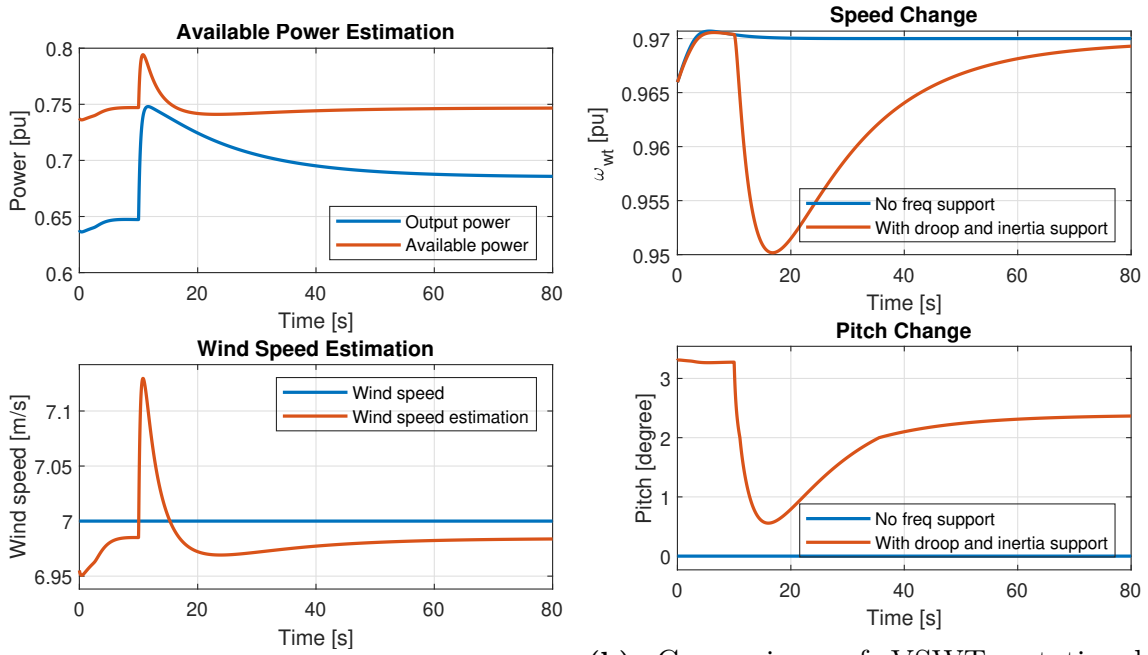 Available Power Estimation
0.8
0.75
0.7
0.65
0.6
Power [pu]
Output power
Available power
0 20 40 60 80
Time [s]
Wind Speed Estimation
7.1
7.05
7
6.95
Wind speed [m/s]
Wind speed
Wind speed estimation
0 20 40 60 80
Time [s]
Speed Change
0.97
0.965
0.96
0.955
0.95
ω_wt [pu]
No freq support
With droop and inertia support
0 20 40 60 80
Time [s]
Pitch Change
3
2
1
0
Pitch [degree]
No freq support
With droop and inertia support
0 20 40 60 80
Time [s]